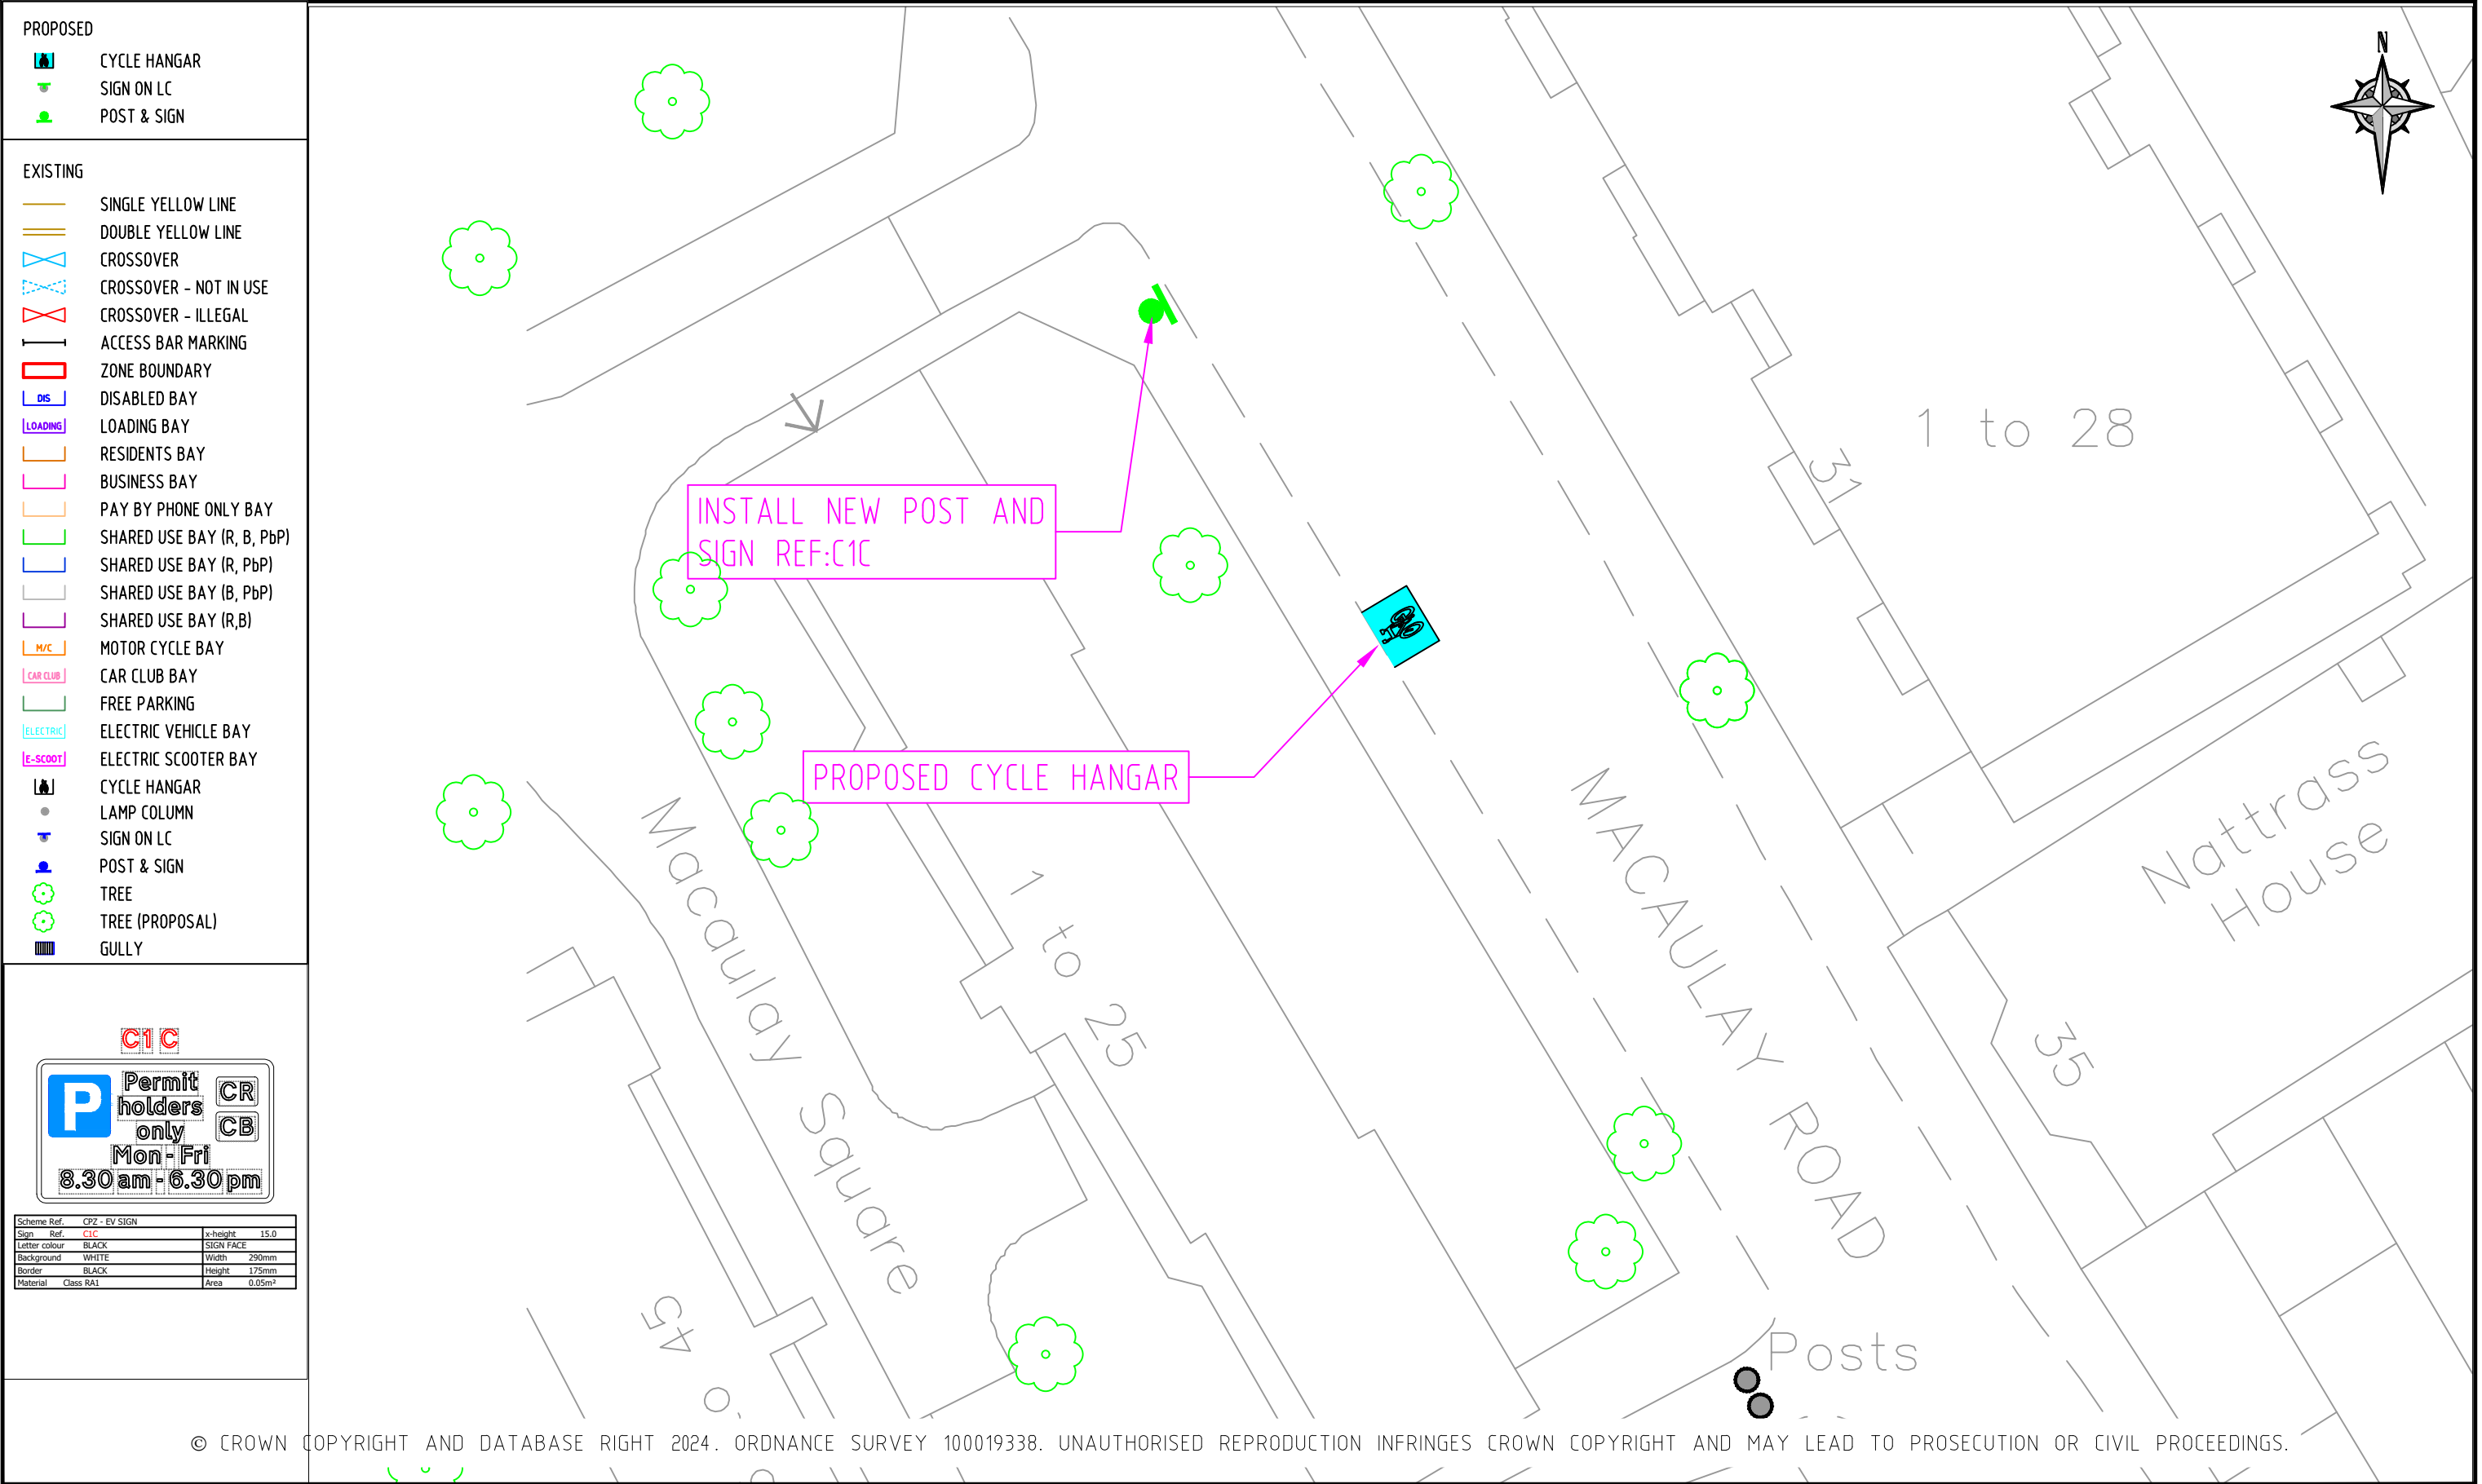 PROPOSED
CYCLE HANGAR
SIGN ON LC
POST & SIGN
EXISTING
SINGLE YELLOW LINE
DOUBLE YELLOW LINE
CROSSOVER
CROSSOVER - NOT IN USE
CROSSOVER - ILLEGAL
ACCESS BAR MARKING
ZONE BOUNDARY
DIS DISABLED BAY
LOADING LOADING BAY
RESIDENTS BAY
BUSINESS BAY
PAY BY PHONE ONLY BAY
SHARED USE BAY (R, B, PbP)
SHARED USE BAY (R, PbP)
SHARED USE BAY (B, PbP)
SHARED USE BAY (R,B)
M/C MOTOR CYCLE BAY
CAR CLUB CAR CLUB BAY
FREE PARKING
ELECTRIC ELECTRIC VEHICLE BAY
E-SCOOT ELECTRIC SCOOTER BAY
CYCLE HANGAR
LAMP COLUMN
SIGN ON LC
POST & SIGN
TREE
TREE (PROPOSAL)
GULLY
C1C
P Permit CR
holders
only CB
Mon - Fri
8.30 am - 6.30 pm
Scheme Ref. CPZ - EV SIGN
Sign Ref. C1C x-height 15.0
Letter colour BLACK SIGN FACE
Background WHITE Width 290mm
Border BLACK Height 175mm
Material Class RA1 Area 0.05m²
N
INSTALL NEW POST AND
SIGN REF:C1C
PROPOSED CYCLE HANGAR
1 to 28
31
Nattrass
House
35
MACAULAY ROAD
1 to 25
Macaulay Square
45
Posts
© CROWN COPYRIGHT AND DATABASE RIGHT 2024. ORDNANCE SURVEY 100019338. UNAUTHORISED REPRODUCTION INFRINGES CROWN COPYRIGHT AND MAY LEAD TO PROSECUTION OR CIVIL PROCEEDINGS.